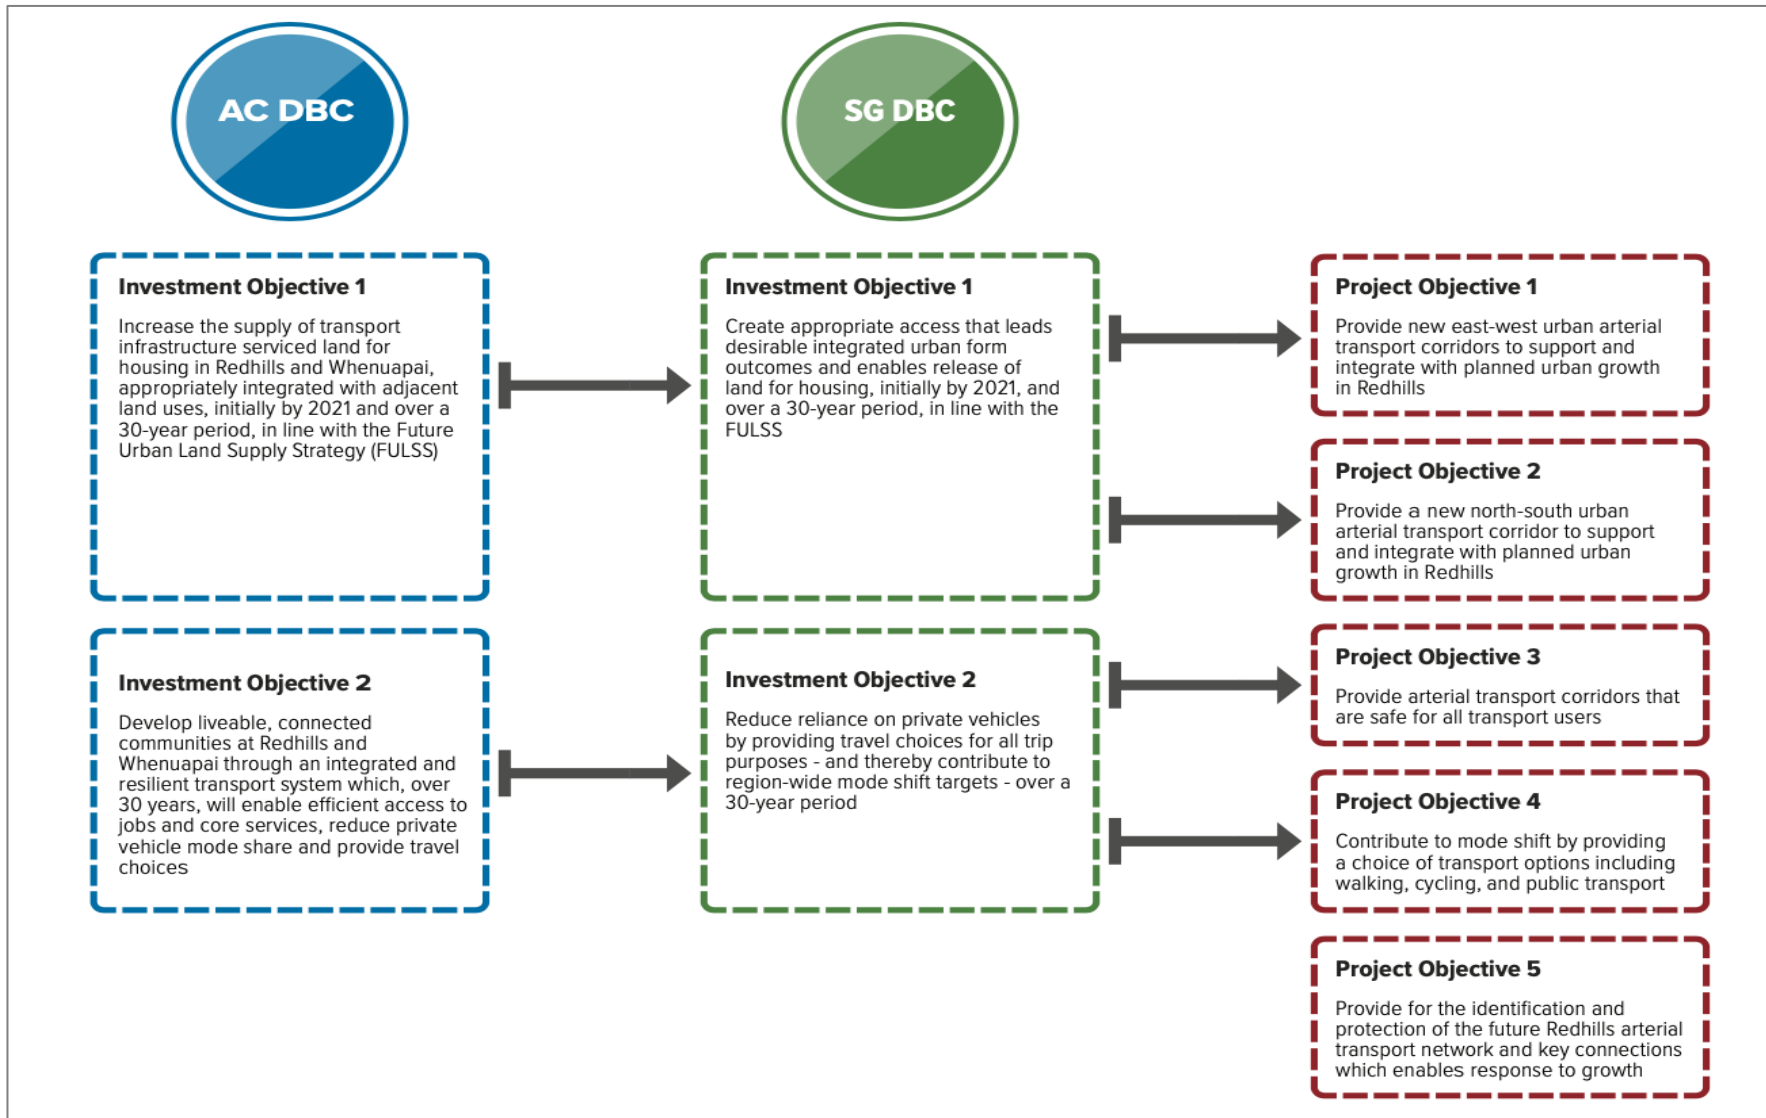 AC DBC
SG DBC
Investment Objective 1
Increase the supply of transport
infrastructure serviced land for
housing in Redhills and Whenuapai,
appropriately integrated with adjacent
land uses, initially by 2021 and over a
30-year period, in line with the Future
Urban Land Supply Strategy (FULSS)
Investment Objective 1
Create appropriate access that leads
desirable integrated urban form
outcomes and enables release of
land for housing, initially by 2021, and
over a 30-year period, in line with the
FULSS
Project Objective 1
Provide new east-west urban arterial
transport corridors to support and
integrate with planned urban growth
in Redhills
Project Objective 2
Provide a new north-south urban
arterial transport corridor to support
and integrate with planned urban
growth in Redhills
Investment Objective 2
Develop liveable, connected
communities at Redhills and
Whenuapai through an integrated and
resilient transport system which, over
30 years, will enable efficient access to
jobs and core services, reduce private
vehicle mode share and provide travel
choices
Investment Objective 2
Reduce reliance on private vehicles
by providing travel choices for all trip
purposes - and thereby contribute to
region-wide mode shift targets - over a
30-year period
Project Objective 3
Provide arterial transport corridors that
are safe for all transport users
Project Objective 4
Contribute to mode shift by providing
a choice of transport options including
walking, cycling, and public transport
Project Objective 5
Provide for the identification and
protection of the future Redhills arterial
transport network and key connections
which enables response to growth